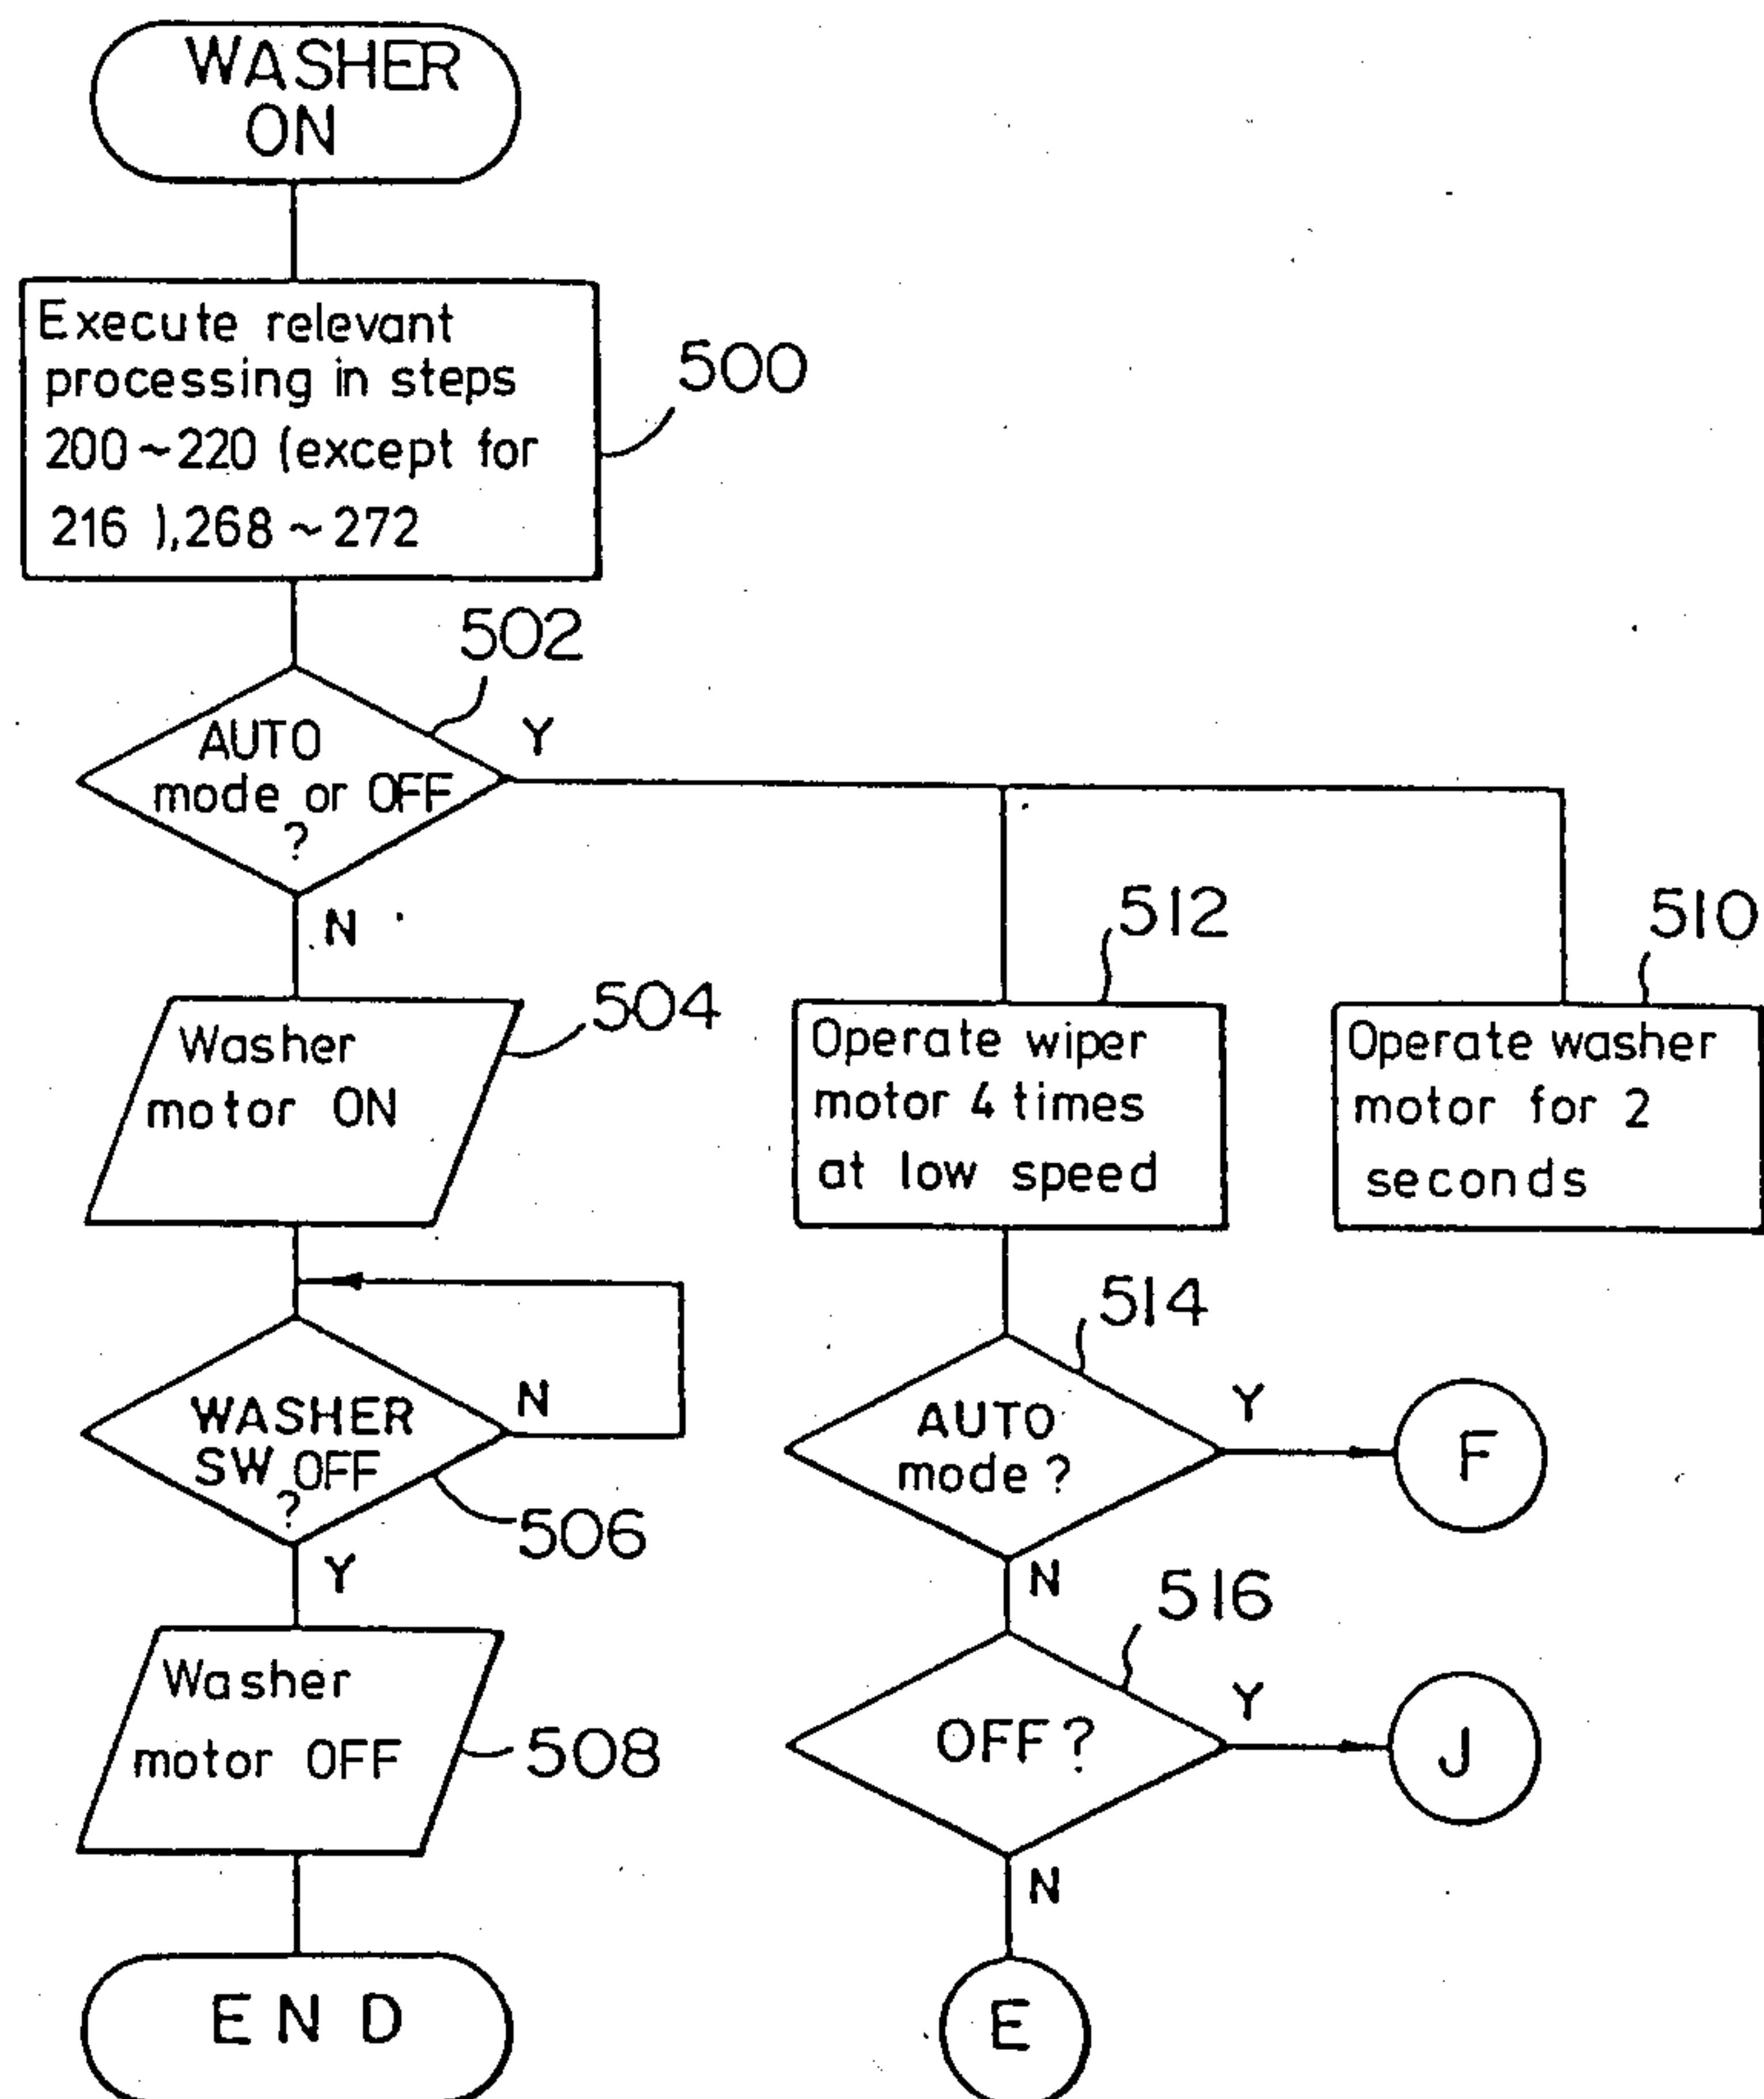 WASHER
ON
Execute relevant
processing in steps
200~220 (except for
216 ),268~272
500
502
AUTO
mode or OFF
?
Y
N
512
510
504
Washer
motor ON
Operate wiper
motor 4 times
at low speed
Operate washer
motor for 2
seconds
514
WASHER
SW OFF
?
N
506
Y
AUTO
mode?
Y
F
N
516
Washer
motor OFF
508
OFF?
Y
J
N
END
E